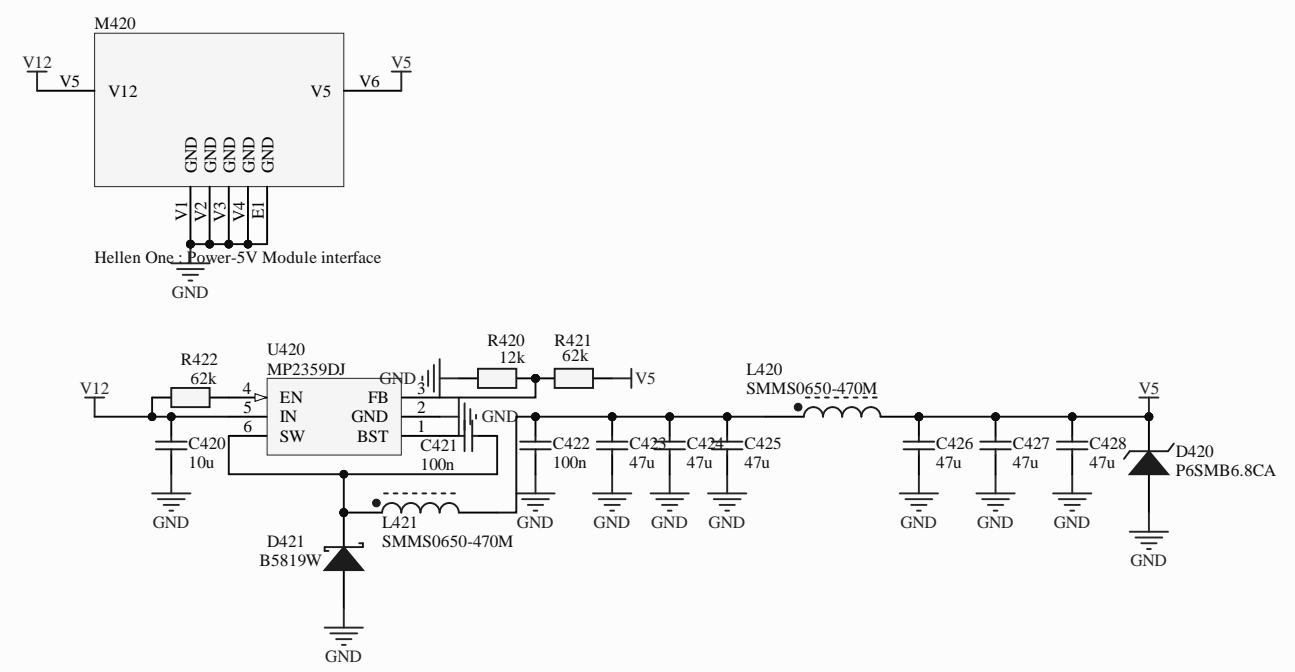 M420
V12
V5
V12
V5
V6
V5
GND
GND
GND
GND
GND
V1
V2
V3
V4
E1
Hellen One : Power-5V Module interface
GND
R422
62k
V12
U420
MP2359DJ
4
EN
5
IN
6
SW
FB
3
GND
2
BST
1
GND
R420
12k
R421
62k
V5
GND
C420
10u
GND
C421
100n
C422
100n
GND
C423
47u
GND
C424
47u
GND
C425
47u
GND
L420
SMMS0650-470M
C426
47u
GND
C427
47u
GND
C428
47u
GND
V5
D420
P6SMB6.8CA
GND
L421
SMMS0650-470M
D421
B5819W
GND